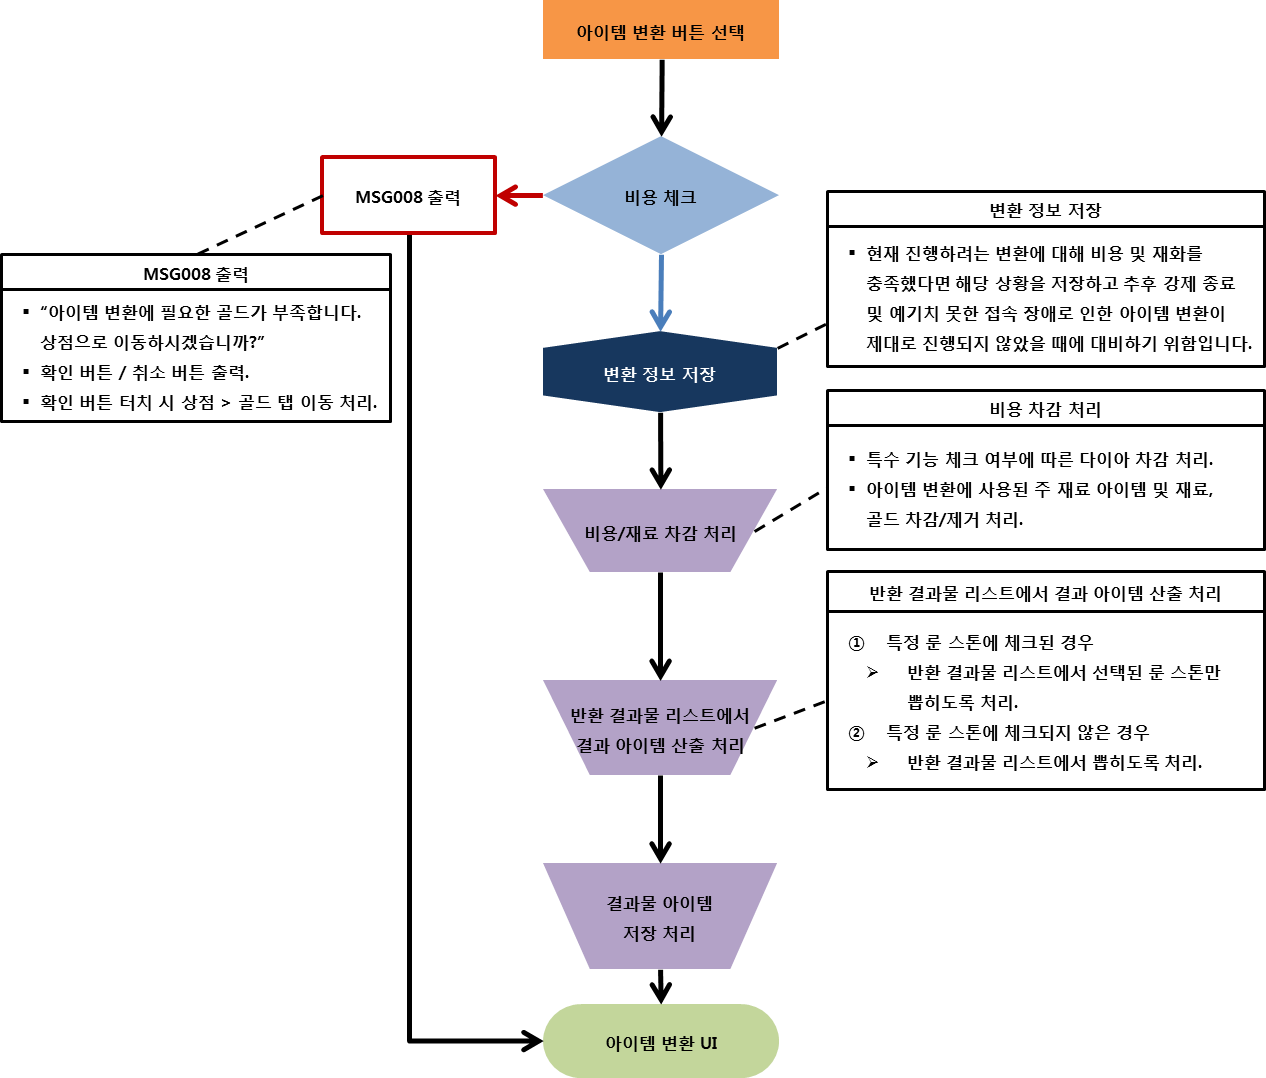 아이템 변환 버튼 선택
비용 체크
MSG008 출력
MSG008 출력
▪ “아이템 변환에 필요한 골드가 부족합니다.
상점으로 이동하시겠습니까?”
▪ 확인 버튼 / 취소 버튼 출력.
▪ 확인 버튼 터치 시 상점 > 골드 탭 이동 처리.
변환 정보 저장
변환 정보 저장
▪ 현재 진행하려는 변환에 대해 비용 및 재화를
충족했다면 해당 상황을 저장하고 추후 강제 종료
및 예기치 못한 접속 장애로 인한 아이템 변환이
제대로 진행되지 않았을 때에 대비하기 위함입니다.
비용/재료 차감 처리
비용 차감 처리
▪ 특수 기능 체크 여부에 따른 다이아 차감 처리.
▪ 아이템 변환에 사용된 주 재료 아이템 및 재료,
골드 차감/제거 처리.
반환 결과물 리스트에서
결과 아이템 산출 처리
반환 결과물 리스트에서 결과 아이템 산출 처리
① 특정 룬 스톤에 체크된 경우
➢ 반환 결과물 리스트에서 선택된 룬 스톤만
뽑히도록 처리.
② 특정 룬 스톤에 체크되지 않은 경우
➢ 반환 결과물 리스트에서 뽑히도록 처리.
결과물 아이템
저장 처리
아이템 변환 UI